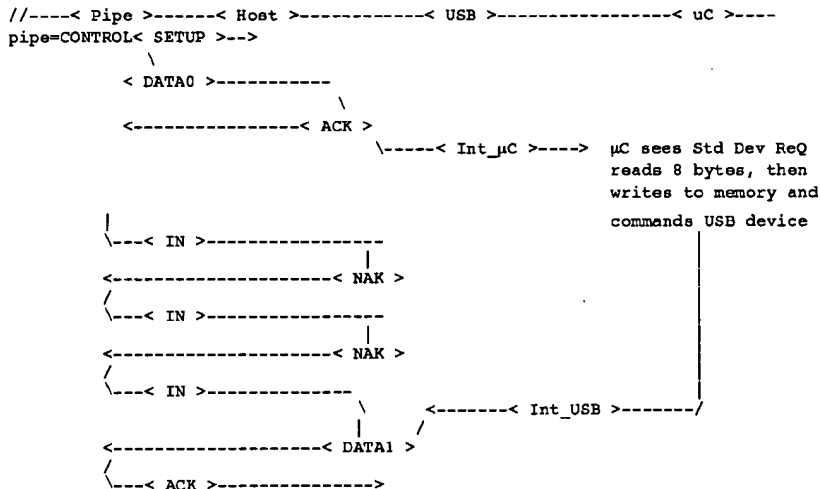 //----< Pipe >------< Host >------------< USB >----------------< uC >----
pipe=CONTROL< SETUP >-->
\
< DATA0 >------------
\
<-----------------< ACK >
\-----< Int_µC >----> µC sees Std Dev ReQ
reads 8 bytes, then
writes to memory and
| commands USB device
\---< IN >----------------- |
|
<----------------------< NAK >
/
\---< IN >-----------------
|
<----------------------< NAK >
/
\---< IN >--------------
\ <-------< Int_USB >-------/
| /
<---------------------< DATA1 >
/
\---< ACK >--------------->